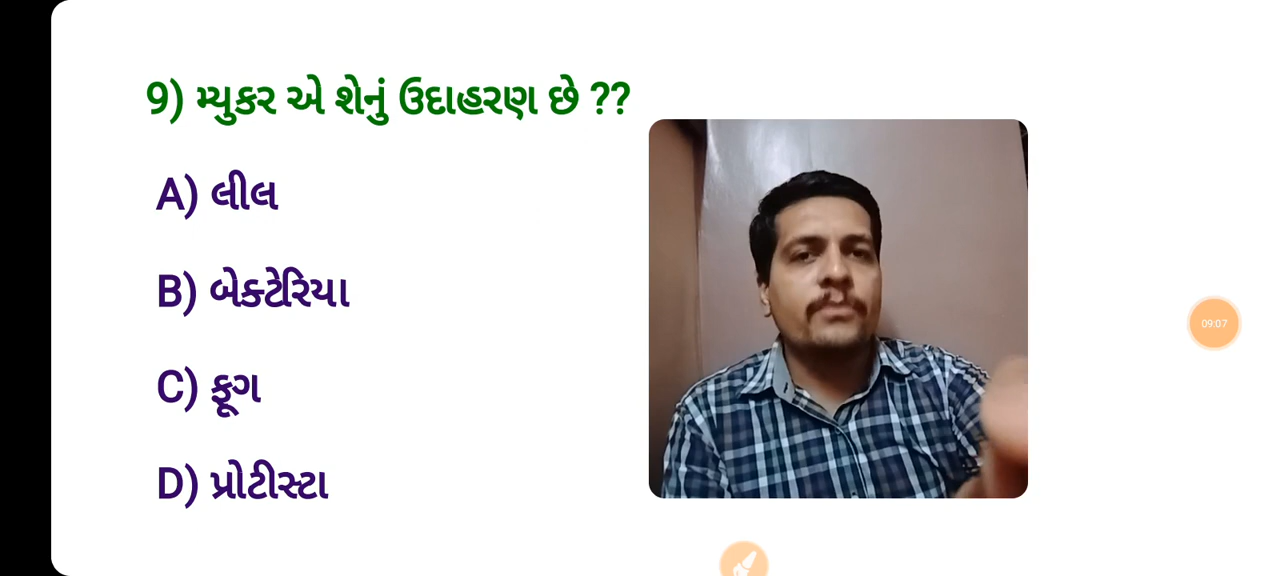 9) મ્યુકર એ શેનું ઉદાહરણ છે ??
A) લીલ
B) બેક્ટેરિયા
C) ફૂગ
D) પ્રોટીસ્ટા
09:07